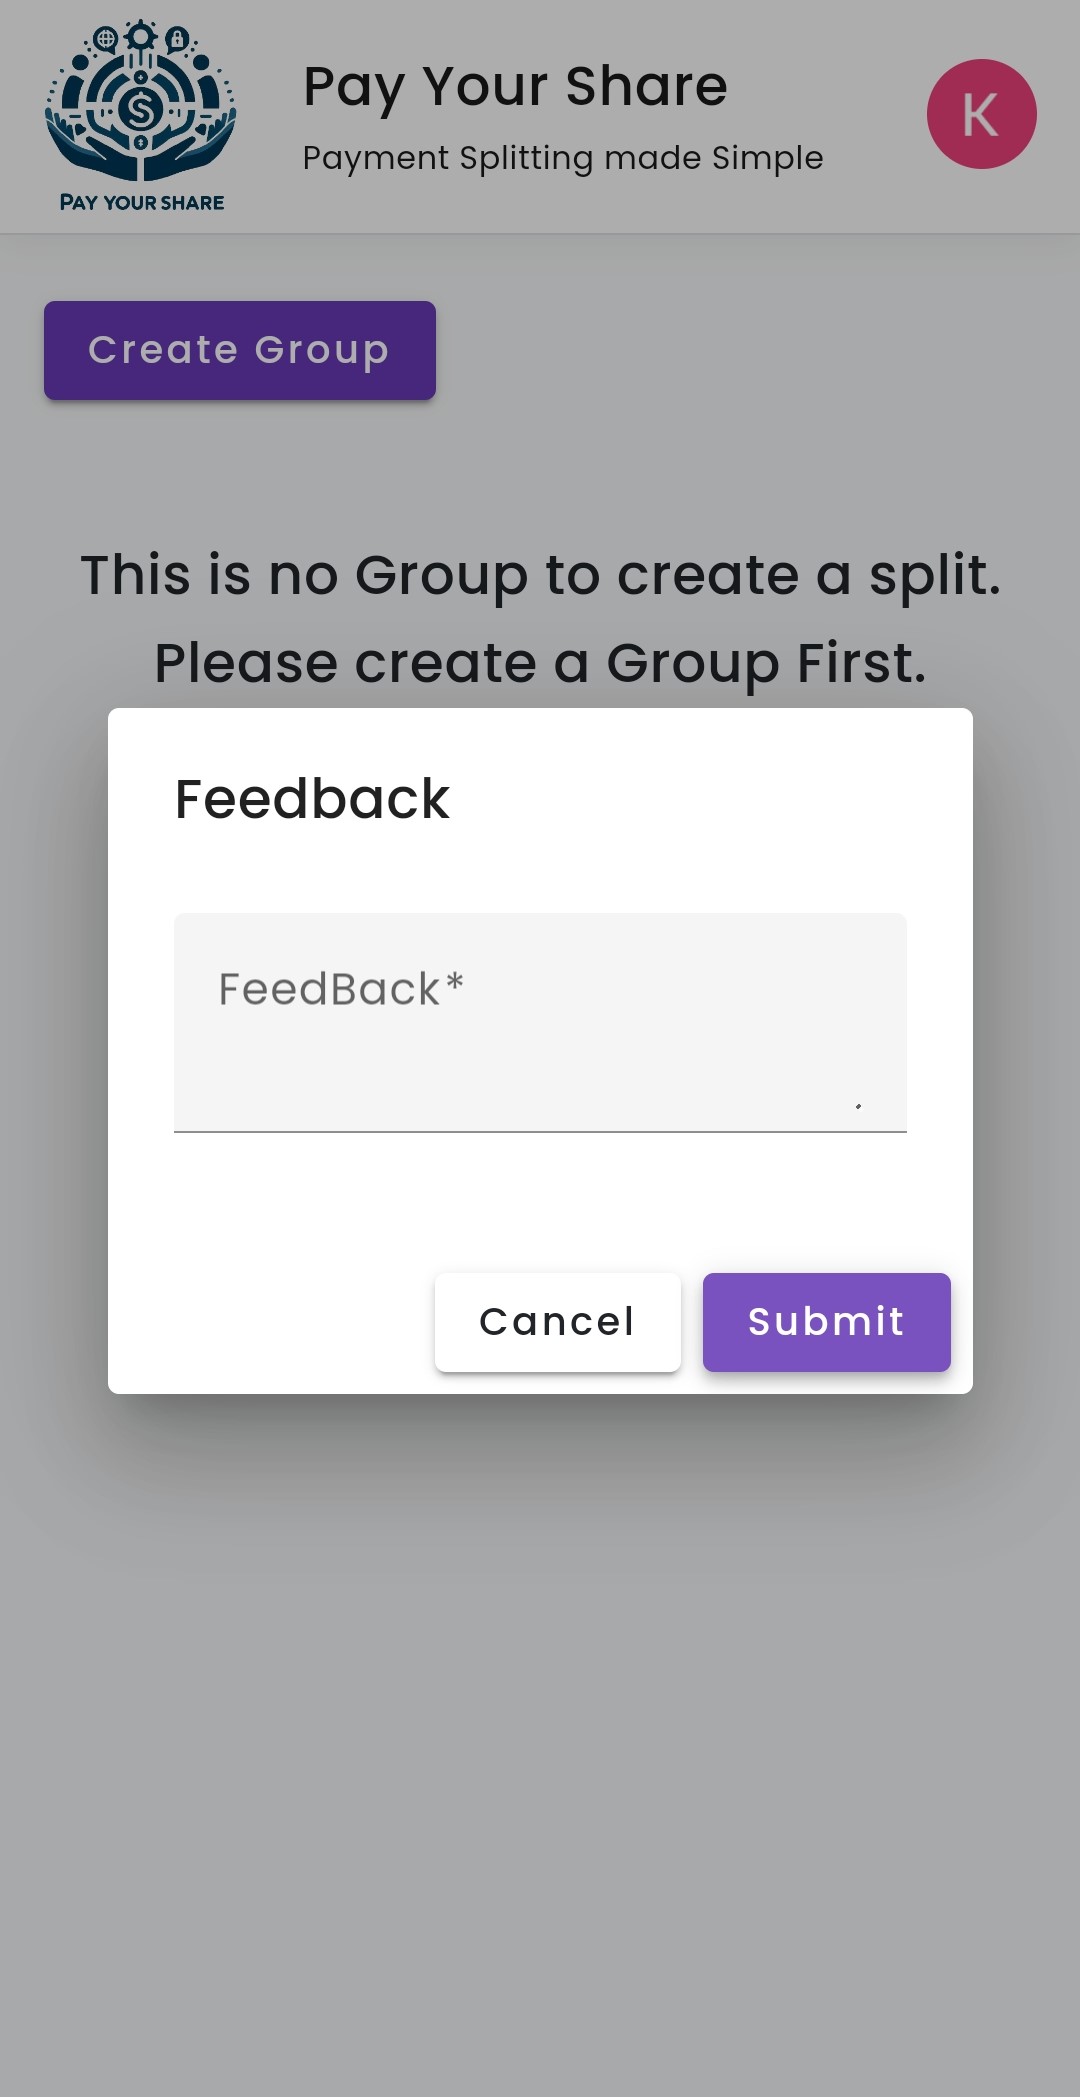 Pay Your Share
Payment Splitting made Simple
K
PAY YOUR SHARE
Create Group
This is no Group to create a split.
Please create a Group First.
Feedback
FeedBack*
Cancel
Submit